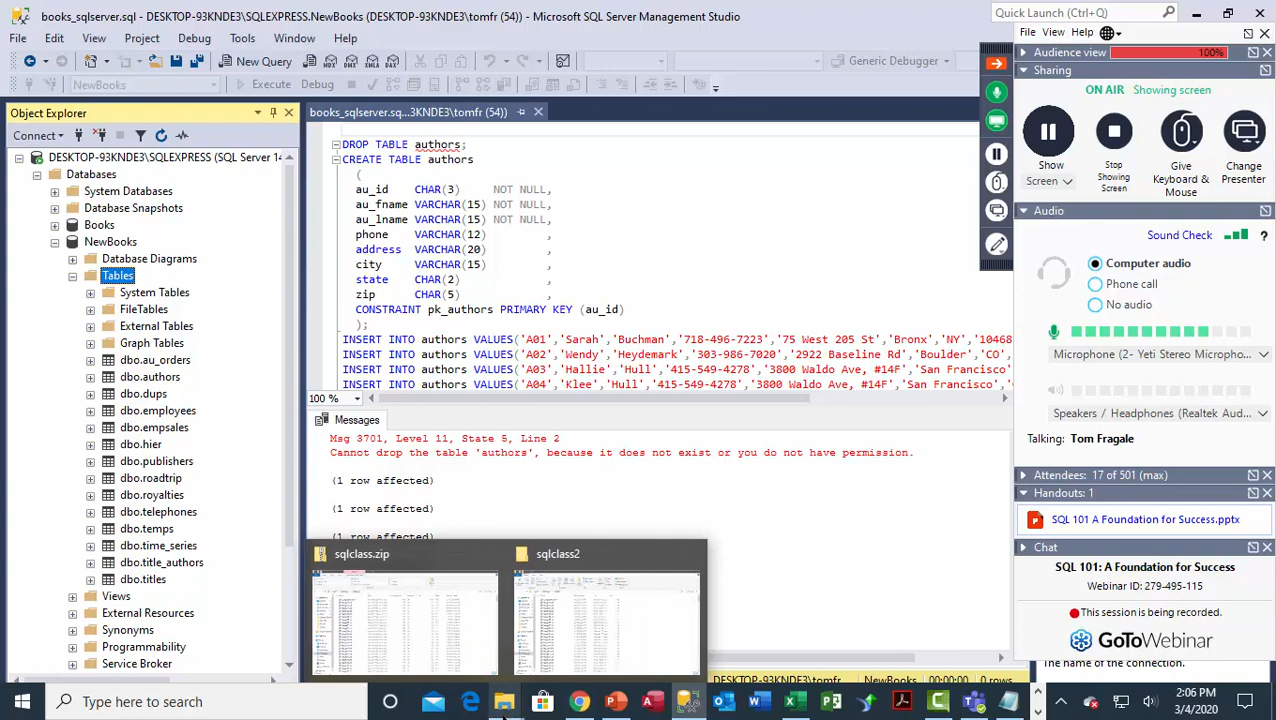 books_sqlserver.sql - DESKTOP-93KNDE3\SQLEXPRESS.NewBooks (DESKTOP-93KNDE3\tomfr (54)) - Microsoft SQL Server Management Studio
Quick Launch (Ctrl+Q)
File Edit View Project Debug Tools Window Help
New Query
MDX DMX XMLA DAX
Generic Debugger
NewBooks
Execute Debug
Object Explorer
Connect
DESKTOP-93KNDE3\SQLEXPRESS (SQL Server 14
Databases
System Databases
Database Snapshots
Books
NewBooks
Database Diagrams
Tables
System Tables
FileTables
External Tables
Graph Tables
dbo.au_orders
dbo.authors
dbo.dups
dbo.employees
dbo.empsales
dbo.hier
dbo.publishers
dbo.roadtrip
dbo.royalties
dbo.telephones
dbo.temps
dbo.time_series
dbo.title_authors
dbo.titles
Views
External Resources
Synonyms
Programmability
Service Broker
books_sqlserver.sq...3KNDE3\tomfr (54))
DROP TABLE authors;
CREATE TABLE authors
(
au_id CHAR(3) NOT NULL,
au_fname VARCHAR(15) NOT NULL,
au_lname VARCHAR(15) NOT NULL,
phone VARCHAR(12) ,
address VARCHAR(20) ,
city VARCHAR(15) ,
state CHAR(2) ,
zip CHAR(5) ,
CONSTRAINT pk_authors PRIMARY KEY (au_id)
);
INSERT INTO authors VALUES('A01','Sarah','Buchman','718-496-7223','75 West 205 St','Bronx','NY','10468
INSERT INTO authors VALUES('A02','Wendy','Heydemark','303-986-7020','2922 Baseline Rd','Boulder','CO',
INSERT INTO authors VALUES('A03','Hallie','Hull','415-549-4278','3800 Waldo Ave, #14F','San Francisco'
INSERT INTO authors VALUES('A04','Klee','Hull','415-549-4278','3800 Waldo Ave, #14F','San Francisco',
100 %
Messages
Msg 3701, Level 11, State 5, Line 2
Cannot drop the table 'authors', because it does not exist or you do not have permission.
(1 row affected)
(1 row affected)
(1 row affected)
sqlclass.zip
sqlclass2
DESKTOP-93KNDE3\tomfr NewBooks 00:00:00 0 rows
File View Help
Audience view 100%
Sharing
ON AIR Showing screen
Show
Screen
Stop Showing Screen
Give Keyboard & Mouse
Change Presenter
Audio
Sound Check ?
Computer audio
Phone call
No audio
Microphone (2- Yeti Stereo Micropho...
Speakers / Headphones (Realtek Aud...
Talking: Tom Fragale
Attendees: 17 of 501 (max)
Handouts: 1
SQL 101 A Foundation for Success.pptx
Chat
SQL 101: A Foundation for Success
Webinar ID: 279-495-115
This session is being recorded.
GoToWebinar
The name of the connection.
Type here to search
2:06 PM
3/4/2020